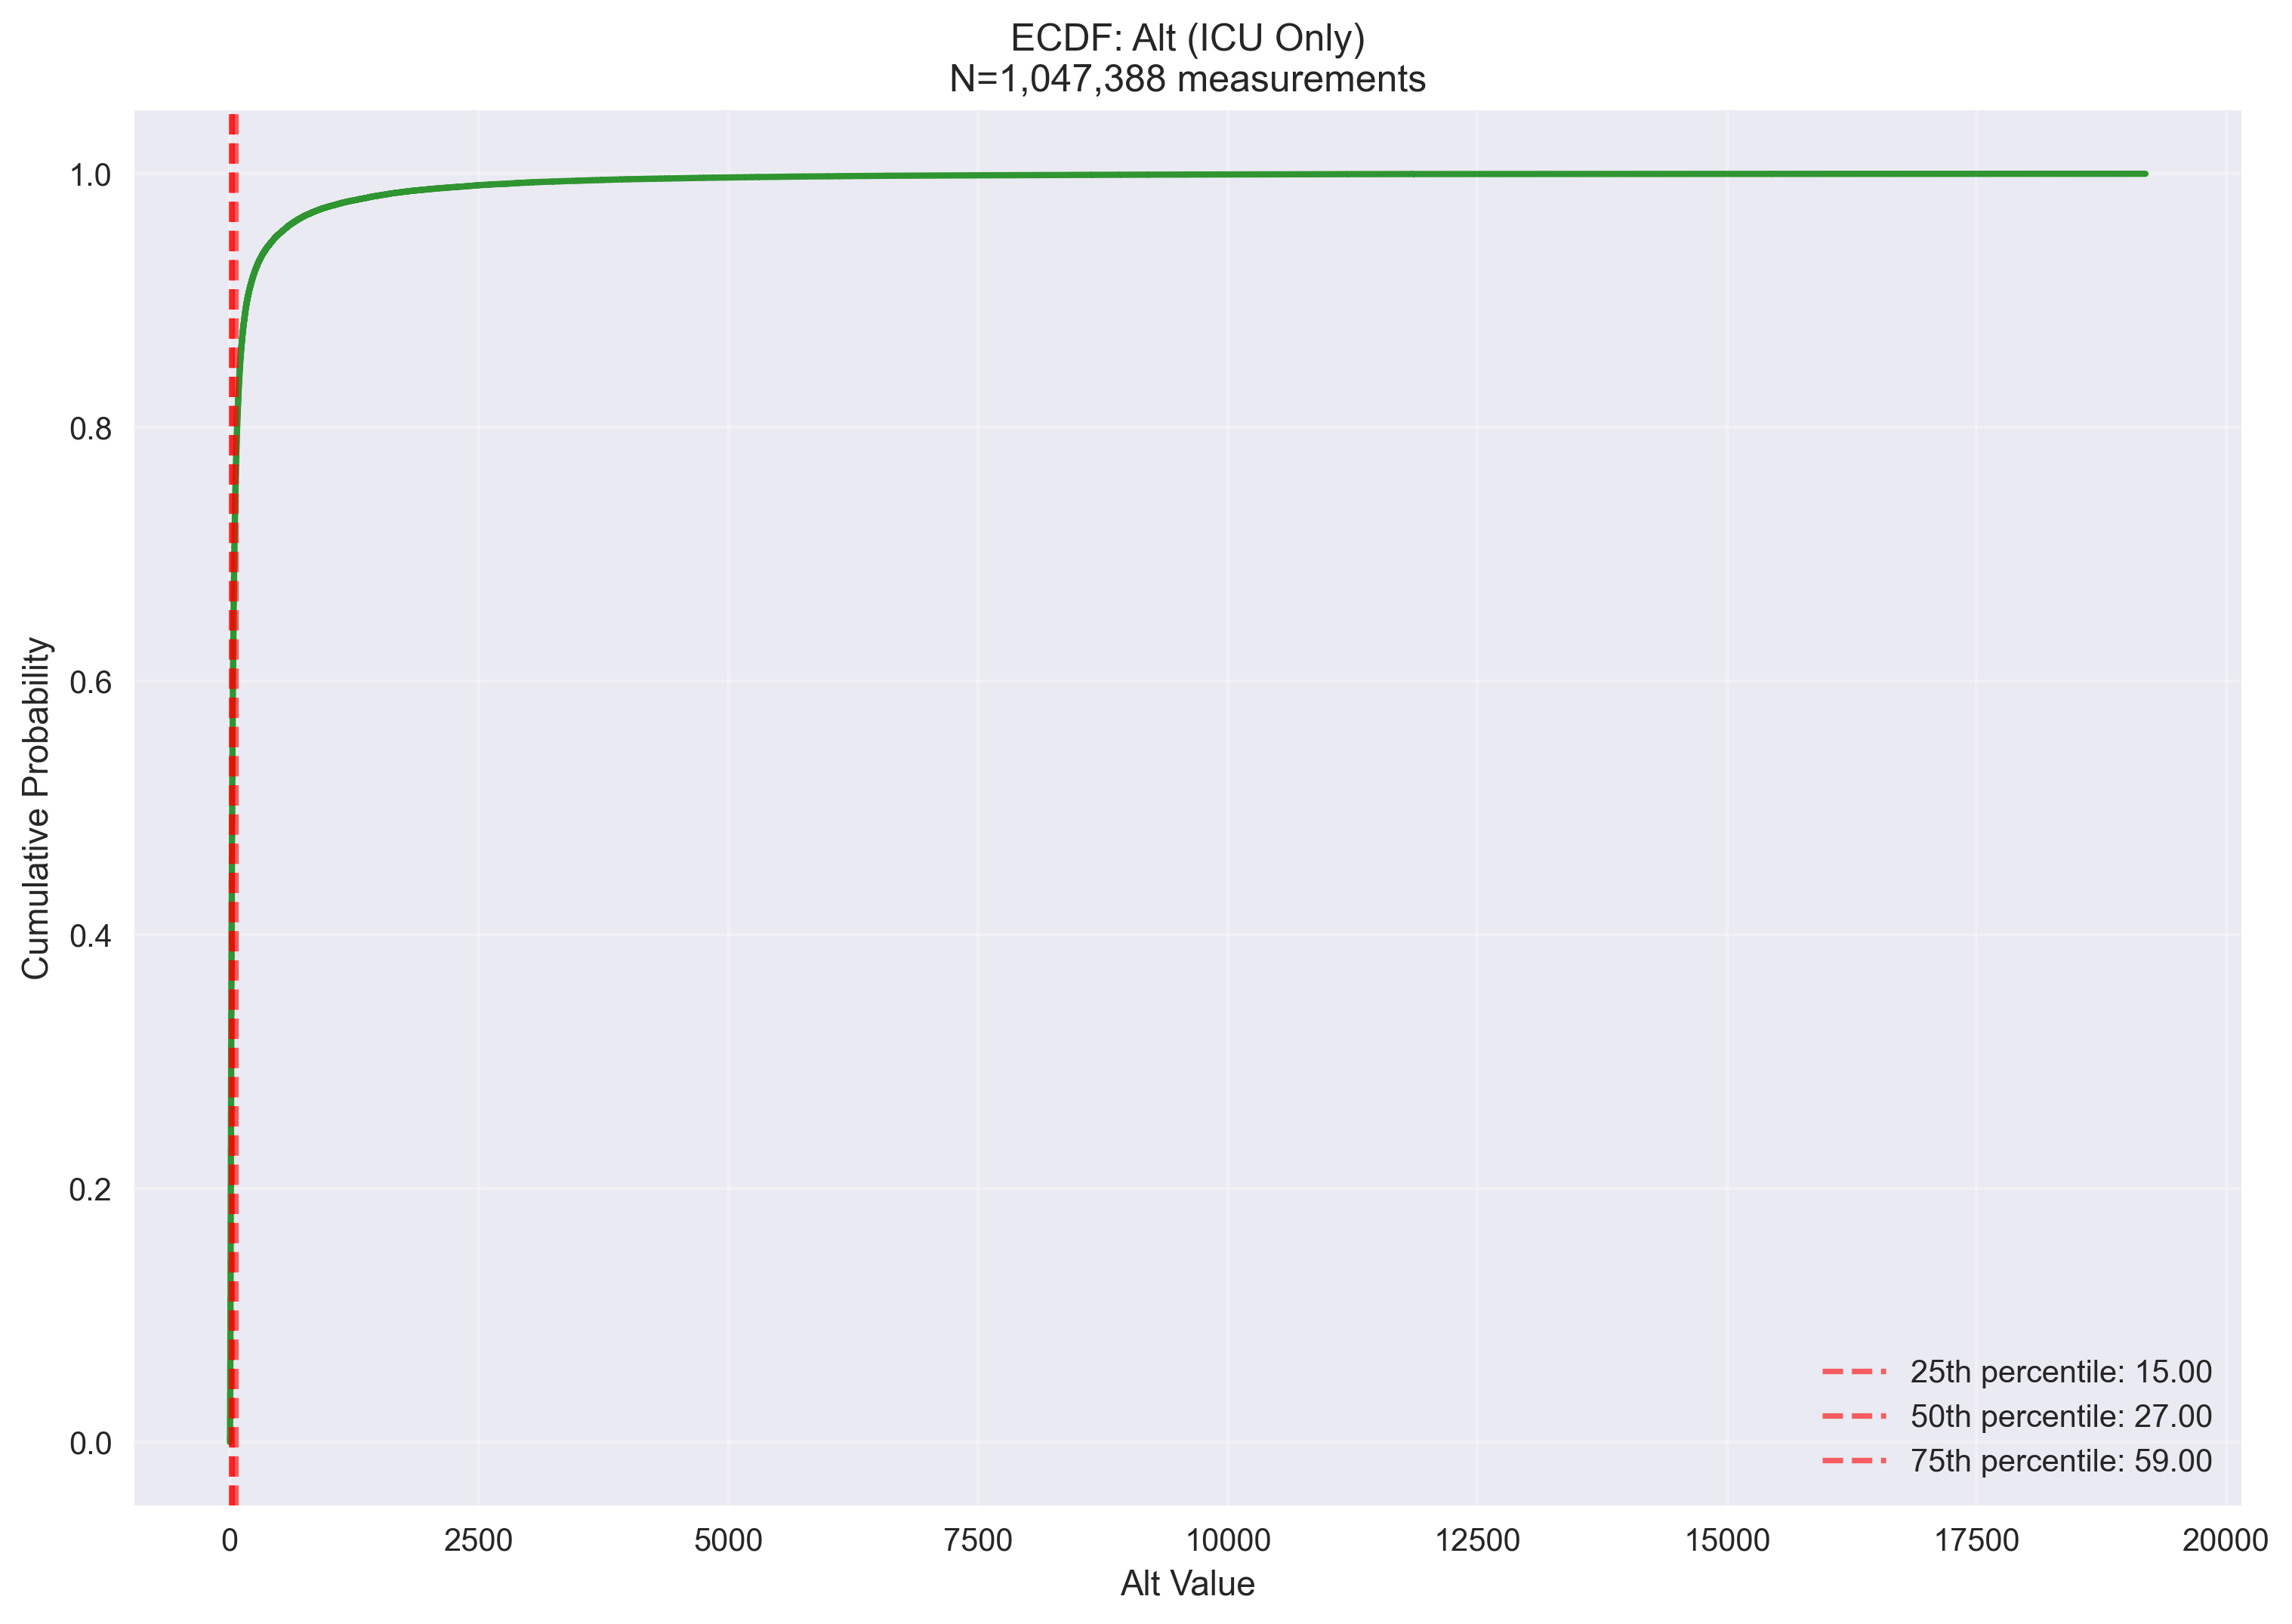 ECDF: Alt (ICU Only)
N=1,047,388 measurements
Cumulative Probability
1.0
0.8
0.6
0.4
0.2
0.0
25th percentile: 15.00
50th percentile: 27.00
75th percentile: 59.00
0 2500 5000 7500 10000 12500 15000 17500 20000
Alt Value